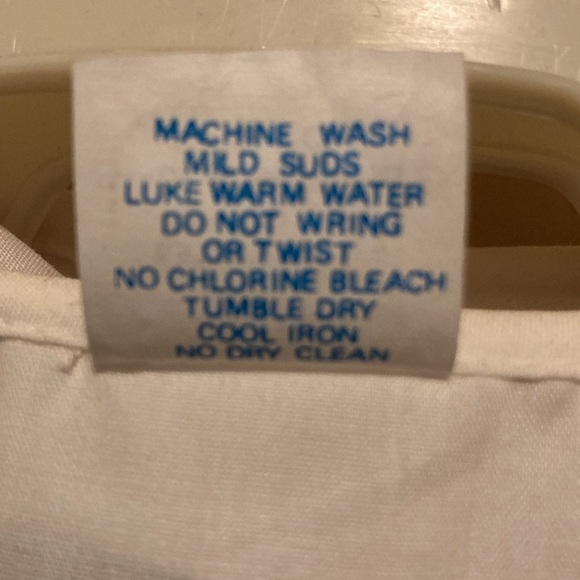 MACHINE WASH
MILD SUDS
LUKE WARM WATER
DO NOT WRING
OR TWIST
NO CHLORINE BLEACH
TUMBLE DRY
COOL IRON
NO DRY CLEAN